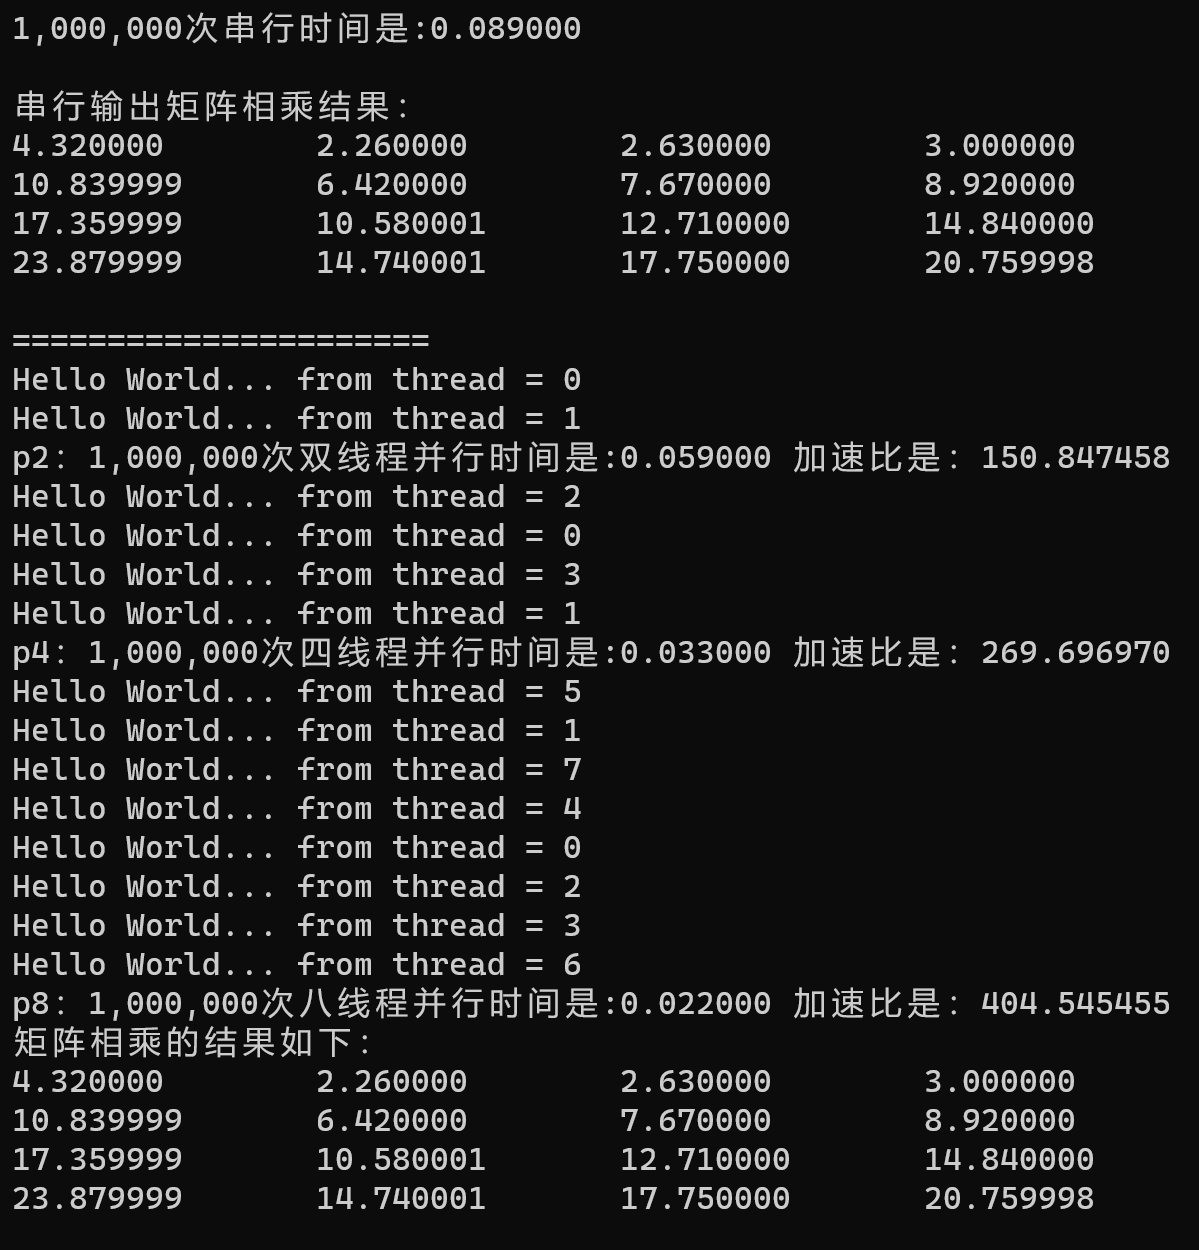 1,000,000次串行时间是:0.089000
串行输出矩阵相乘结果:
4.320000 2.260000 2.630000 3.000000
10.839999 6.420000 7.670000 8.920000
17.359999 10.580001 12.710000 14.840000
23.879999 14.740001 17.750000 20.759998
======================
Hello World... from thread = 0
Hello World... from thread = 1
p2: 1,000,000次双线程并行时间是:0.059000 加速比是: 150.847458
Hello World... from thread = 2
Hello World... from thread = 0
Hello World... from thread = 3
Hello World... from thread = 1
p4: 1,000,000次四线程并行时间是:0.033000 加速比是: 269.696970
Hello World... from thread = 5
Hello World... from thread = 1
Hello World... from thread = 7
Hello World... from thread = 4
Hello World... from thread = 0
Hello World... from thread = 2
Hello World... from thread = 3
Hello World... from thread = 6
p8: 1,000,000次八线程并行时间是:0.022000 加速比是: 404.545455
矩阵相乘的结果如下:
4.320000 2.260000 2.630000 3.000000
10.839999 6.420000 7.670000 8.920000
17.359999 10.580001 12.710000 14.840000
23.879999 14.740001 17.750000 20.759998